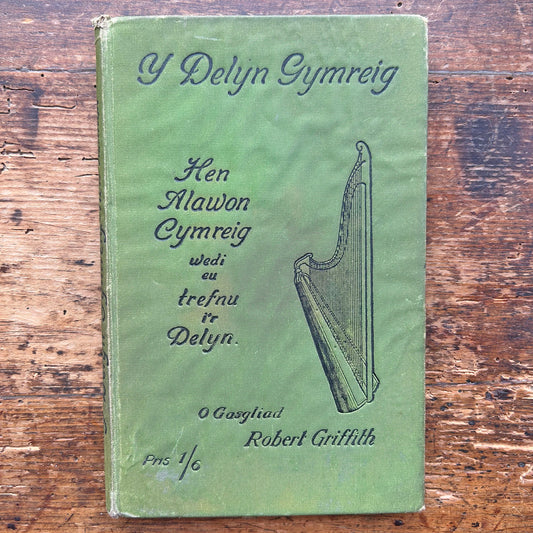 Y Delyn Gymreig
Hen
Alawon
Cymreig
wedi
eu
trefnu
i'r
Delyn.
O Gasgliad
Robert Griffith
Pris 1/6